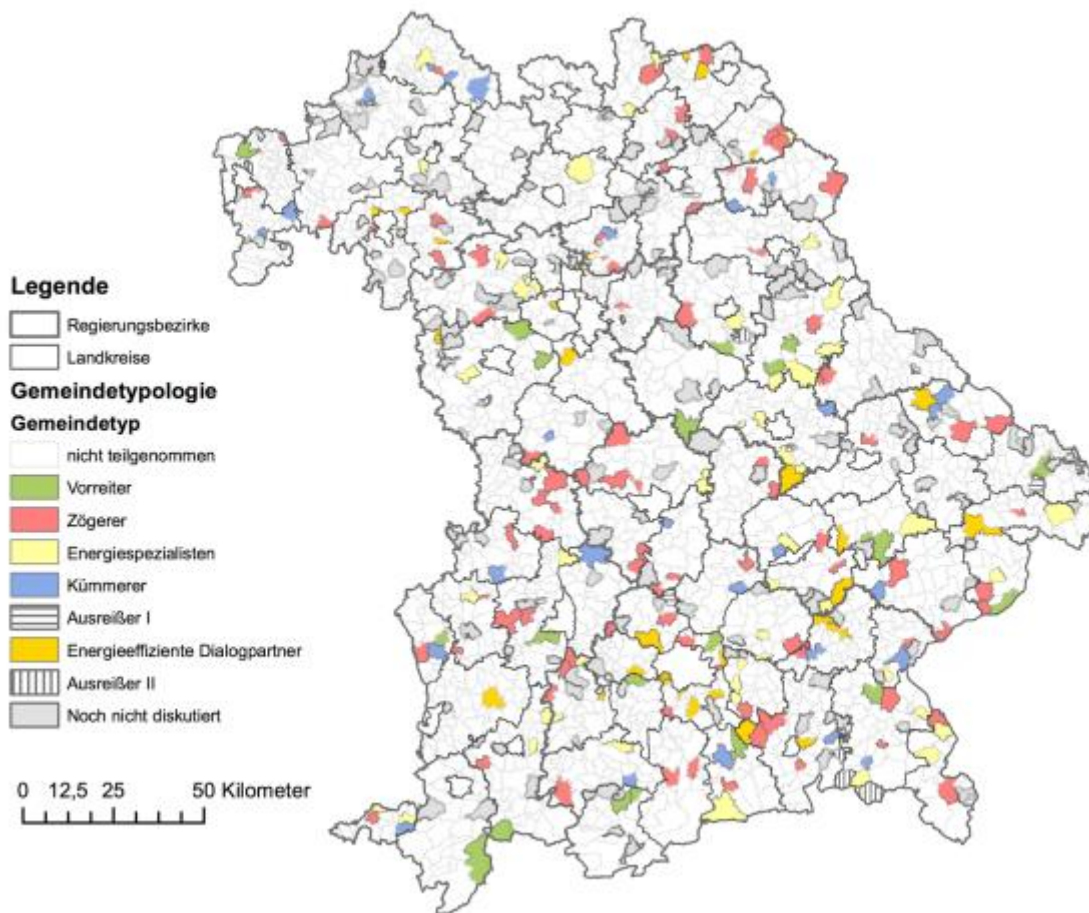 Legende
Regierungsbezirke
Landkreise
Gemeindetypologie
Gemeindetyp
nicht teilgenommen
Vorreiter
Zögerer
Energiespezialisten
Kümmerer
Ausreißer I
Energieeffiziente Dialogpartner
Ausreißer II
Noch nicht diskutiert
0 12,5 25 50 Kilometer